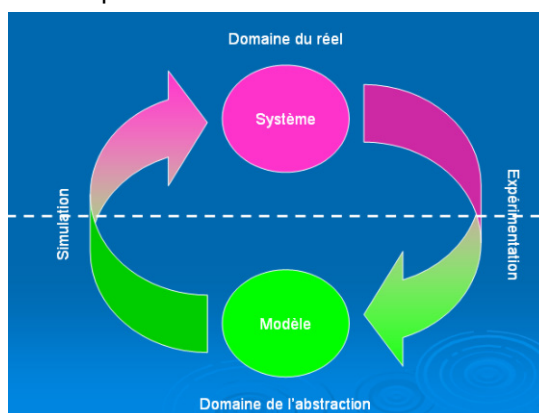 Domaine du réel
Système
Simulation
Expérimentation
Modèle
Domaine de l'abstraction